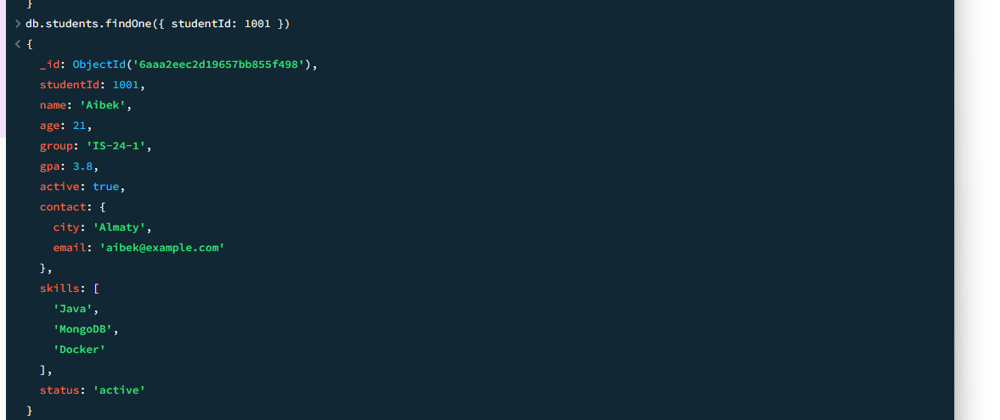 }
> db.students.findOne({ studentId: 1001 })
< {
_id: ObjectId('6aaa2eec2d19657bb855f498'),
studentId: 1001,
name: 'Aibek',
age: 21,
group: 'IS-24-1',
gpa: 3.8,
active: true,
contact: {
city: 'Almaty',
email: 'aibek@example.com'
},
skills: [
'Java',
'MongoDB',
'Docker'
],
status: 'active'
}